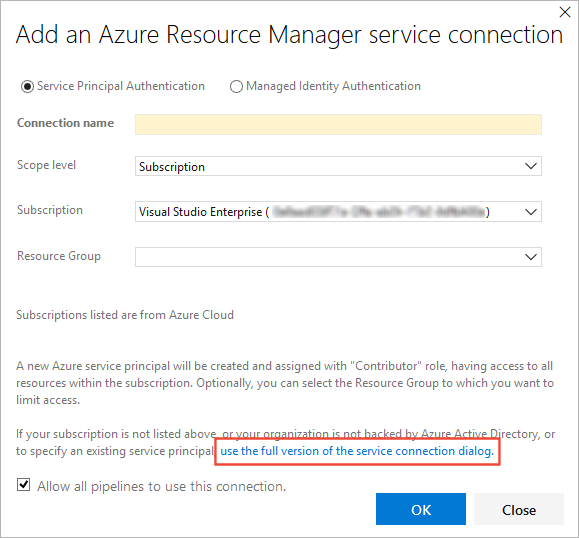 Add an Azure Resource Manager service connection
Service Principal Authentication Managed Identity Authentication
Connection name
Scope level Subscription
Subscription Visual Studio Enterprise ( )
Resource Group
Subscriptions listed are from Azure Cloud
A new Azure service principal will be created and assigned with "Contributor" role, having access to all
resources within the subscription. Optionally, you can select the Resource Group to which you want to
limit access.
If your subscription is not listed above, or your organization is not backed by Azure Active Directory, or
to specify an existing service principal, use the full version of the service connection dialog.
Allow all pipelines to use this connection.
OK Close